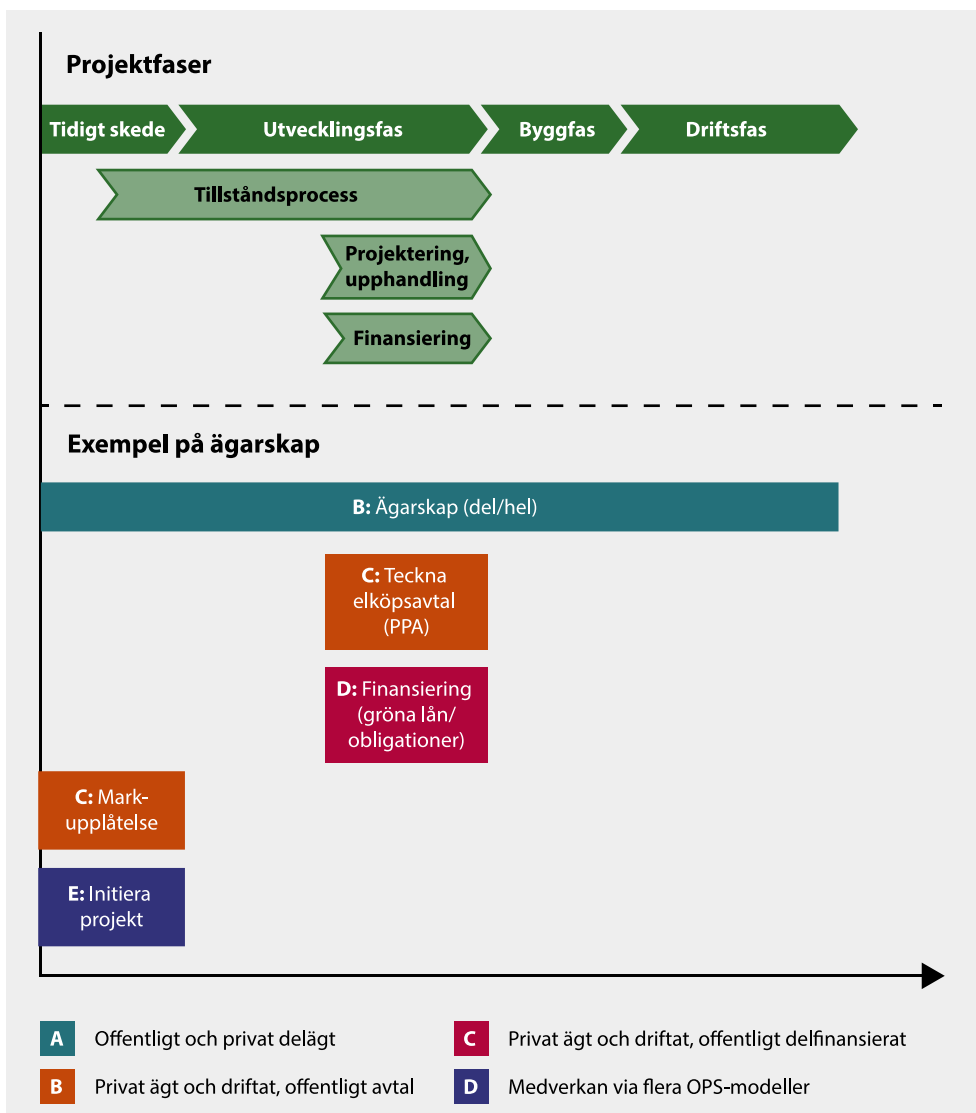 Projektfaser
Tidigt skede
Utvecklingsfas
Byggfas
Driftsfas
Tillståndsprocess
Projektering,
upphandling
Finansiering
Exempel på ägarskap
B: Ägarskap (del/hel)
C: Teckna
elköpsavtal
(PPA)
D: Finansiering
(gröna lån/
obligationer)
C: Mark-
upplåtelse
E: Initiera
projekt
A Offentligt och privat delägt
B Privat ägt och driftat, offentligt avtal
C Privat ägt och driftat, offentligt delfinansierat
D Medverkan via flera OPS-modeller